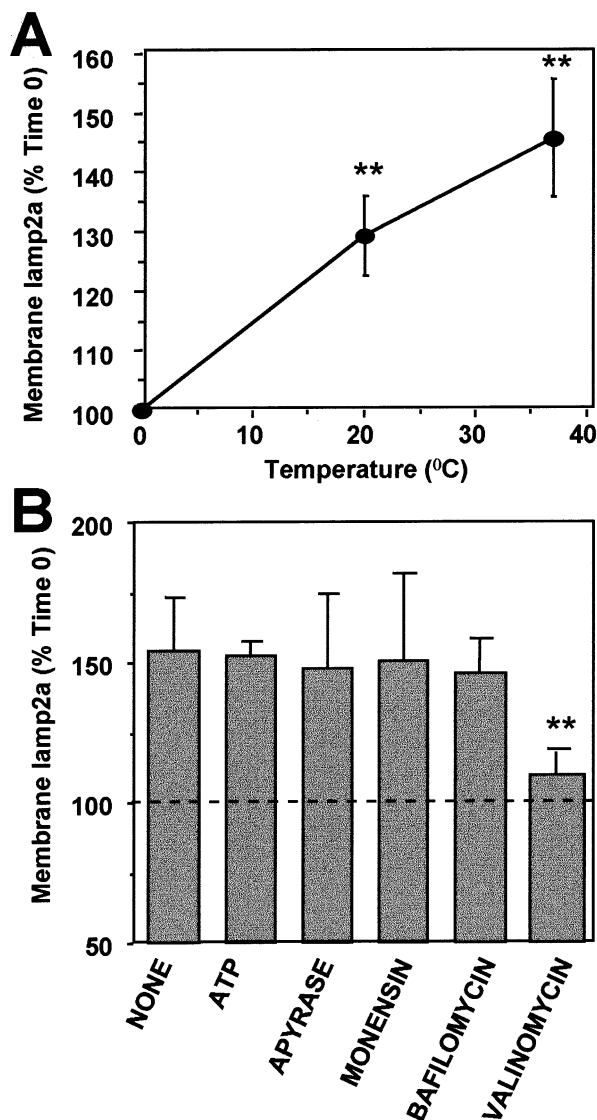 A
Membrane lamp2a (% Time 0)
160
150
140
130
120
110
100
**
**
0
10
20
30
40
Temperature (⁰C)
B
Membrane lamp2a (% Time 0)
200
150
100
50
**
NONE
ATP
APYRASE
MONENSIN
BAFILOMYCIN
VALINOMYCIN